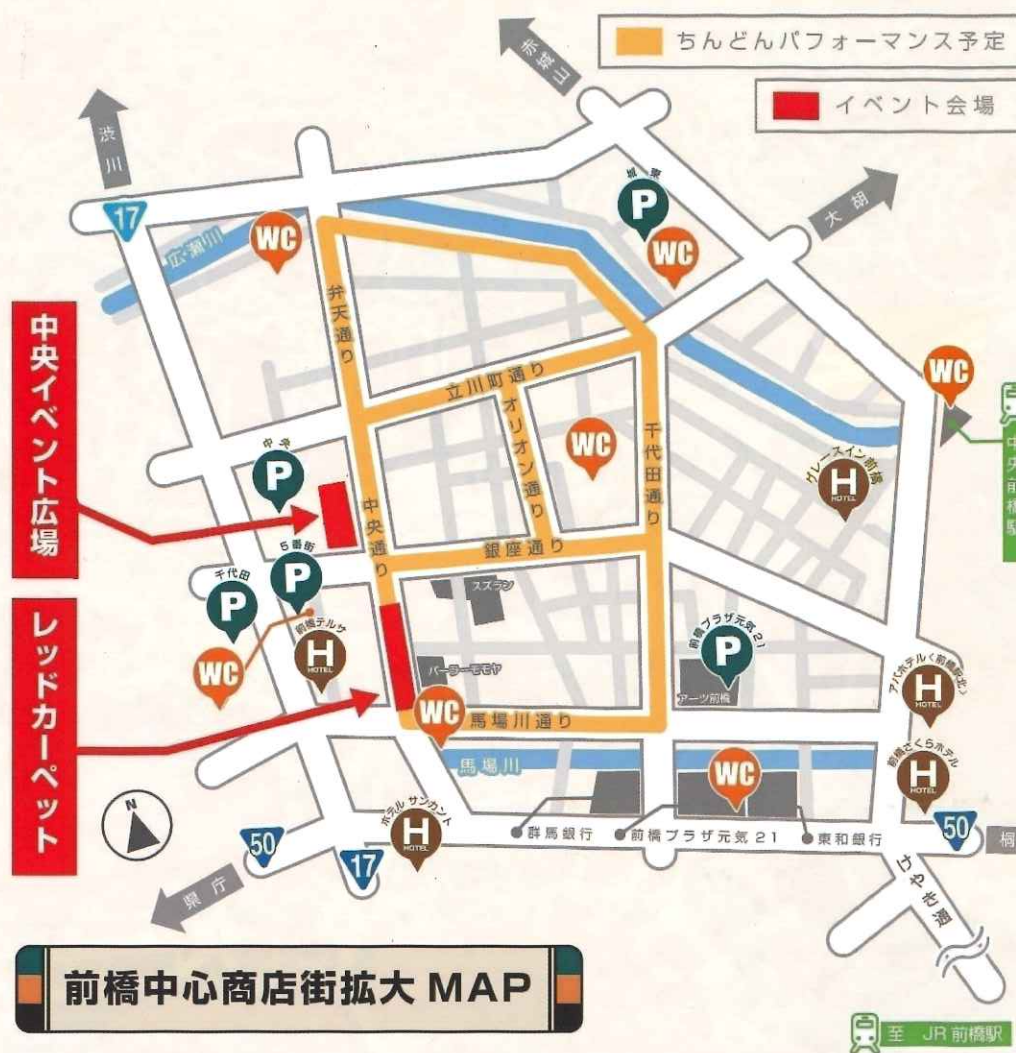 ちんどんパフォーマンス予定
イベント会場
赤城山
渋川
大胡
17
広瀬川
WC
城東
P
WC
弁天通り
立川町通り
オリオン通り
千代田通り
WC
WC
中央前橋駅
中央イベント広場
中央
P
中央通り
銀座通り
グレースイン前橋
H
HOTEL
5番街
P
千代田
P
スズラン
前橋テルサ
H
HOTEL
WC
レッドカーペット
パーラーモモヤ
前橋プラザ元気21
P
アーツ前橋
アパホテル〈前橋駅北〉
H
HOTEL
WC
馬場川通り
馬場川
WC
前橋さくらホテル
H
HOTEL
N
ホテル サンカント
H
HOTEL
群馬銀行
前橋プラザ元気21
東和銀行
50
17
50
桐
県庁
けやき通
前橋中心商店街拡大 MAP
至 JR前橋駅